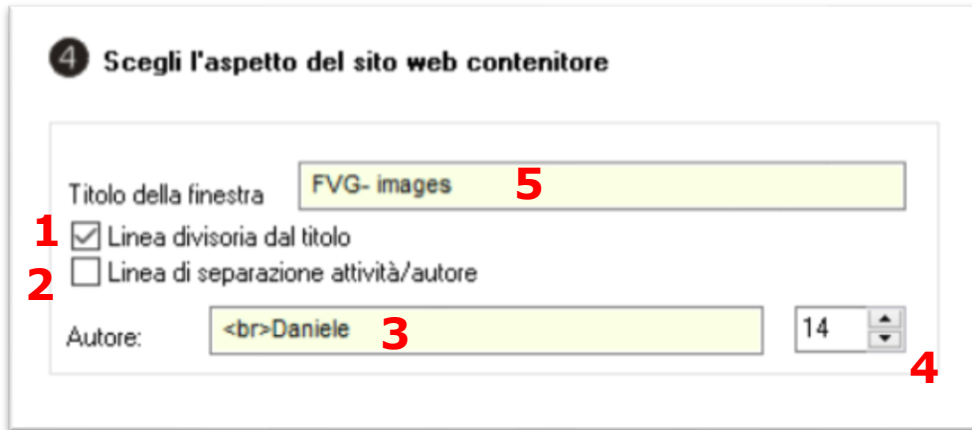 4 Scegli l'aspetto del sito web contenitore
Titolo della finestra FVG- images 5
1 Linea divisoria dal titolo
2 Linea di separazione attività/autore
Autore: <br>Daniele 3 14 4